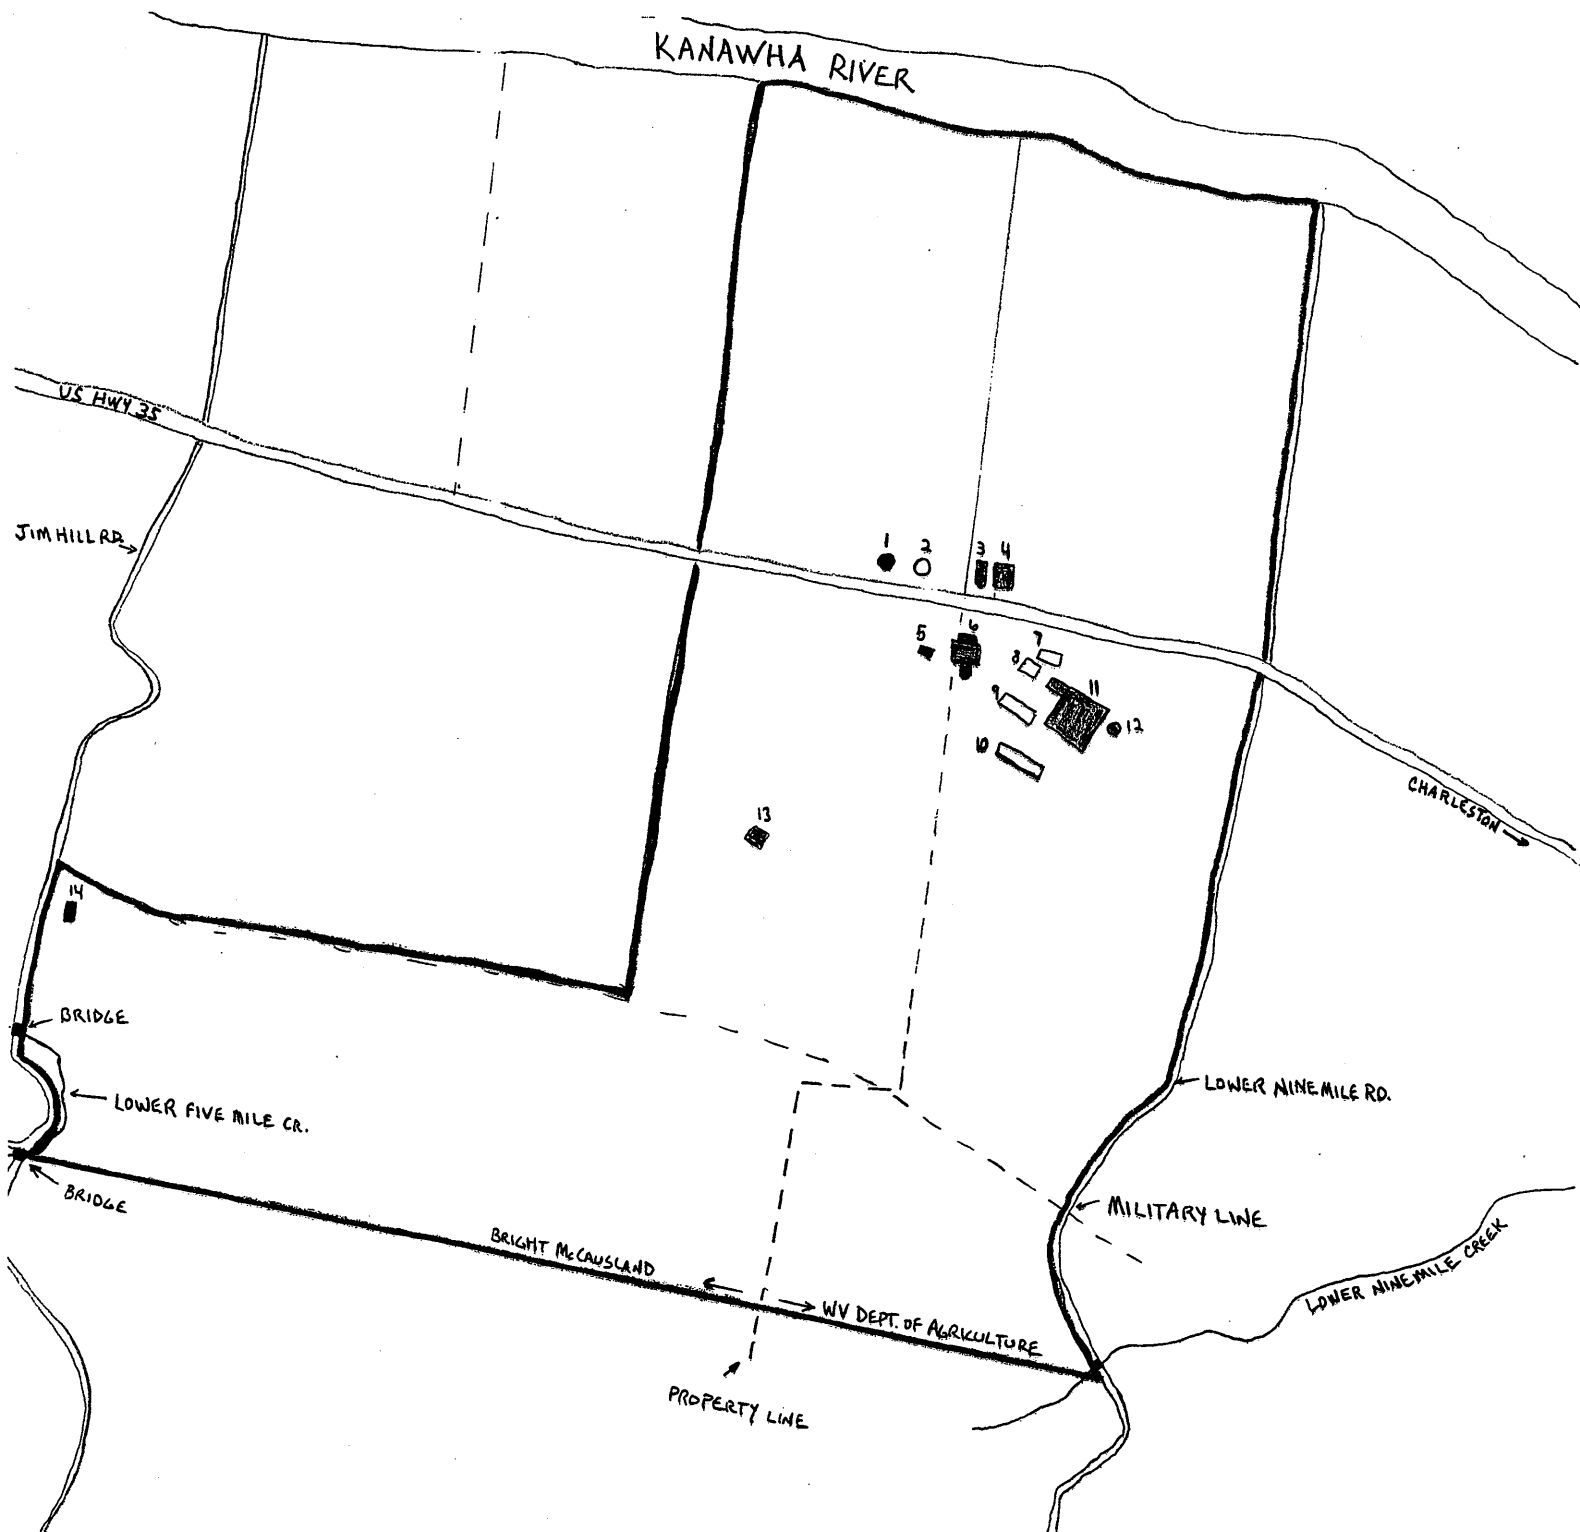 KANAWHA RIVER
US HWY 35
JIM HILL RD.
1
2
3
4
5
6
7
8
9
10
11
12
CHARLESTON
13
14
BRIDGE
LOWER FIVE MILE CR.
LOWER NINEMILE RD.
BRIDGE
MILITARY LINE
BRIGHT McCAUSLAND
LOWER NINEMILE CREEK
WV DEPT. OF AGRICULTURE
PROPERTY LINE